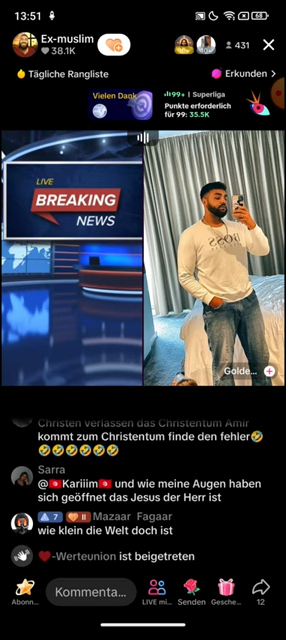 13:51
68
Ex-muslim
38.1K
431
Tägliche Rangliste
Erkunden >
Vielen Dank
99+ | Superliga
Punkte erforderlich
für 99: 35.5K
LIVE
BREAKING
NEWS
BOSS
Golde...
Christen verlassen das Christentum Amir
kommt zum Christentum finde den fehler🤣
🤣🤣🤣🤣🤣🤣
Sarra
@🇹🇳Kariiim🇹🇳 und wie meine Augen haben
sich geöffnet das Jesus der Herr ist
7 II Mazaar Fagaar
wie klein die Welt doch ist
❤️-Werteunion ist beigetreten
Kommenta...
Abonn...
LIVE mi...
Senden
Gesche...
12